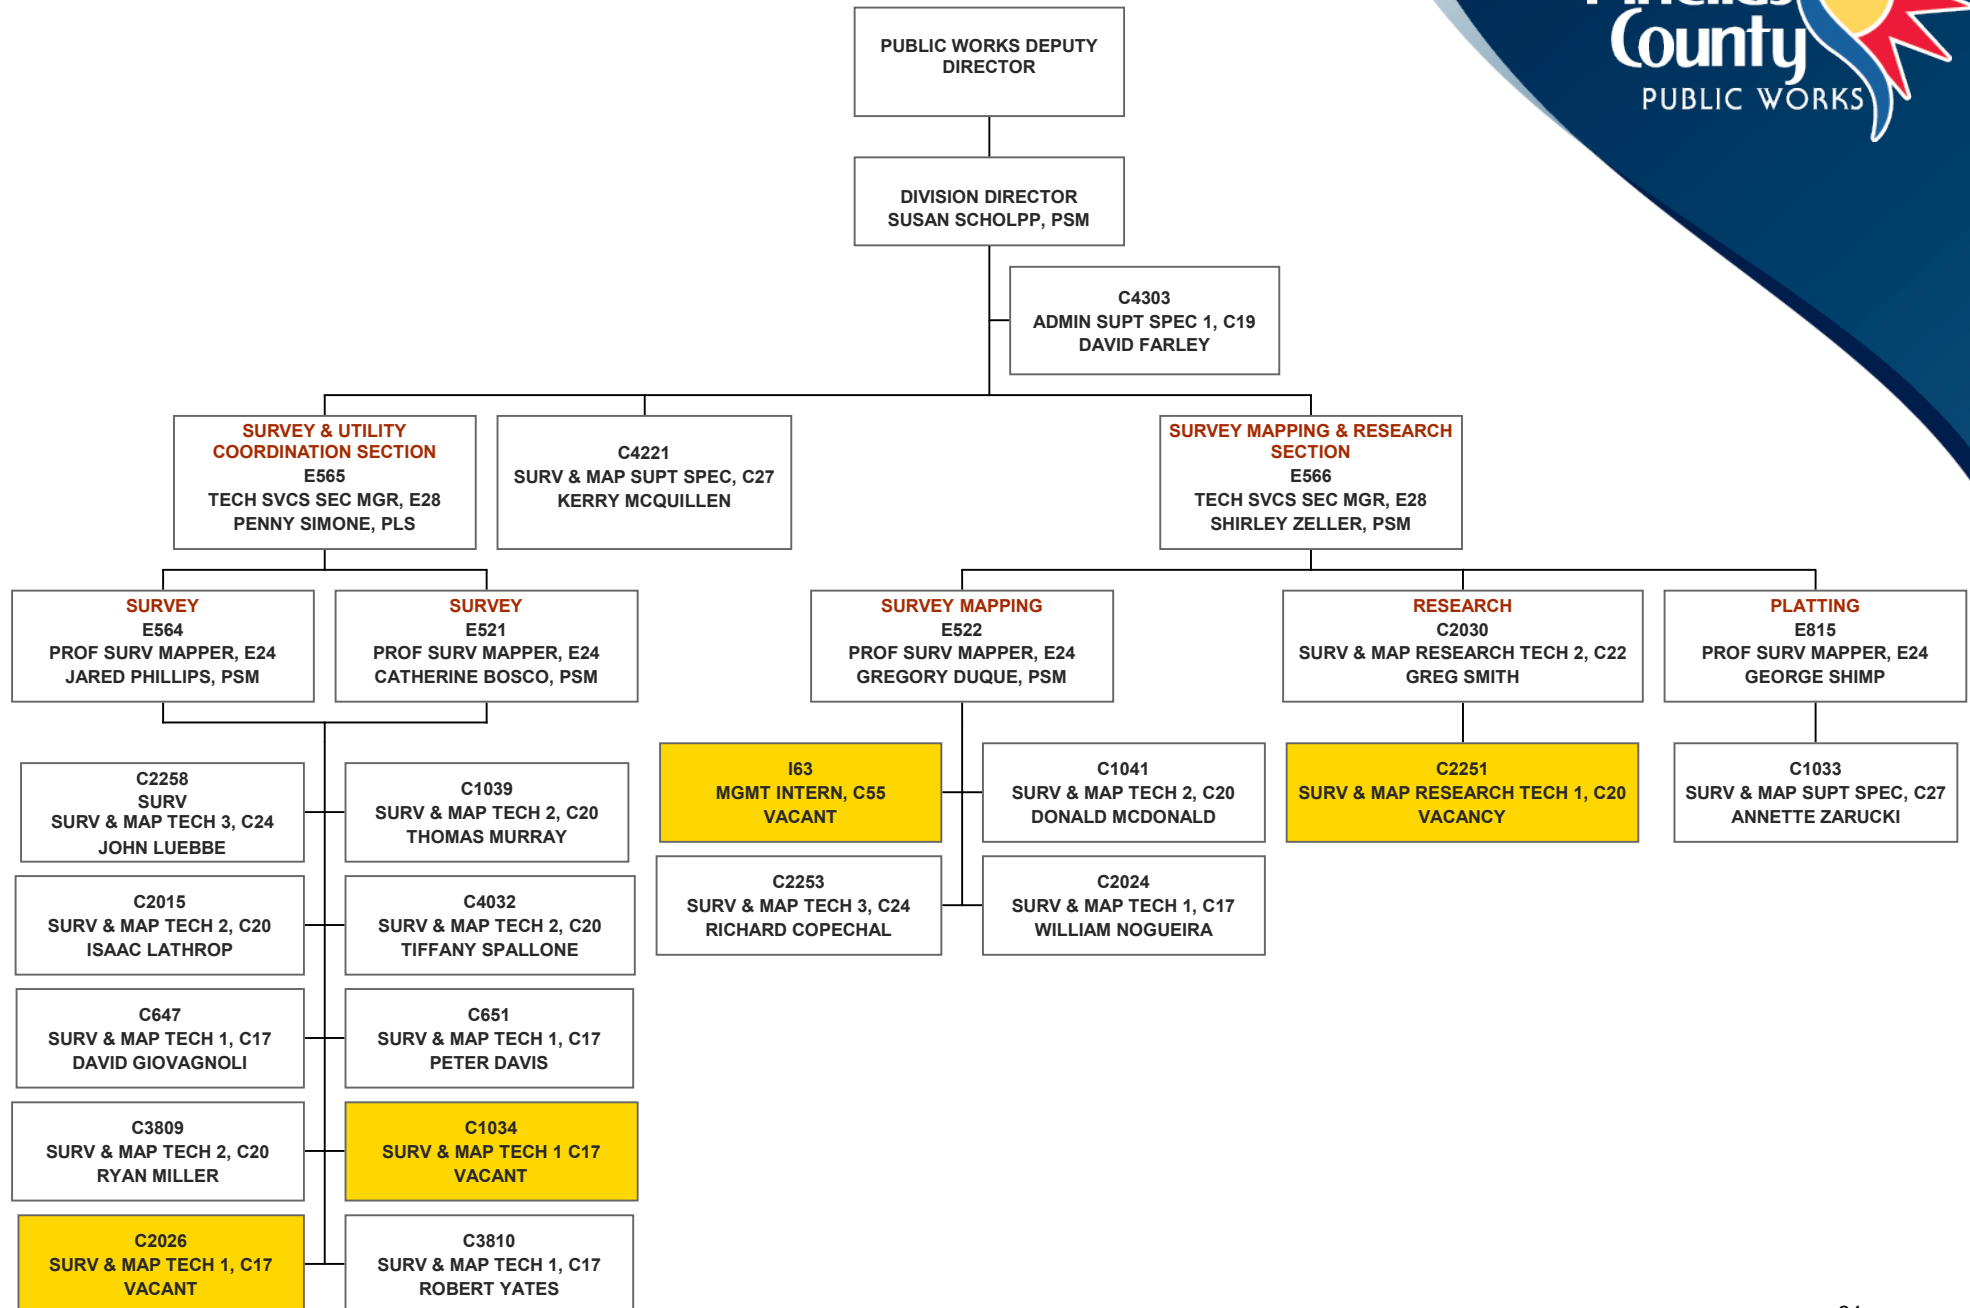 County
PUBLIC WORKS
PUBLIC WORKS DEPUTY
DIRECTOR
DIVISION DIRECTOR
SUSAN SCHOLPP, PSM
C4303
ADMIN SUPT SPEC 1, C19
DAVID FARLEY
SURVEY & UTILITY
COORDINATION SECTION
E565
TECH SVCS SEC MGR, E28
PENNY SIMONE, PLS
C4221
SURV & MAP SUPT SPEC, C27
KERRY MCQUILLEN
SURVEY MAPPING & RESEARCH
SECTION
E566
TECH SVCS SEC MGR, E28
SHIRLEY ZELLER, PSM
SURVEY
E564
PROF SURV MAPPER, E24
JARED PHILLIPS, PSM
SURVEY
E521
PROF SURV MAPPER, E24
CATHERINE BOSCO, PSM
SURVEY MAPPING
E522
PROF SURV MAPPER, E24
GREGORY DUQUE, PSM
RESEARCH
C2030
SURV & MAP RESEARCH TECH 2, C22
GREG SMITH
PLATTING
E815
PROF SURV MAPPER, E24
GEORGE SHIMP
C2258
SURV
SURV & MAP TECH 3, C24
JOHN LUEBBE
C1039
SURV & MAP TECH 2, C20
THOMAS MURRAY
I63
MGMT INTERN, C55
VACANT
C1041
SURV & MAP TECH 2, C20
DONALD MCDONALD
C2251
SURV & MAP RESEARCH TECH 1, C20
VACANCY
C1033
SURV & MAP SUPT SPEC, C27
ANNETTE ZARUCKI
C2015
SURV & MAP TECH 2, C20
ISAAC LATHROP
C4032
SURV & MAP TECH 2, C20
TIFFANY SPALLONE
C2253
SURV & MAP TECH 3, C24
RICHARD COPECHAL
C2024
SURV & MAP TECH 1, C17
WILLIAM NOGUEIRA
C647
SURV & MAP TECH 1, C17
DAVID GIOVAGNOLI
C651
SURV & MAP TECH 1, C17
PETER DAVIS
C3809
SURV & MAP TECH 2, C20
RYAN MILLER
C1034
SURV & MAP TECH 1 C17
VACANT
C2026
SURV & MAP TECH 1, C17
VACANT
C3810
SURV & MAP TECH 1, C17
ROBERT YATES